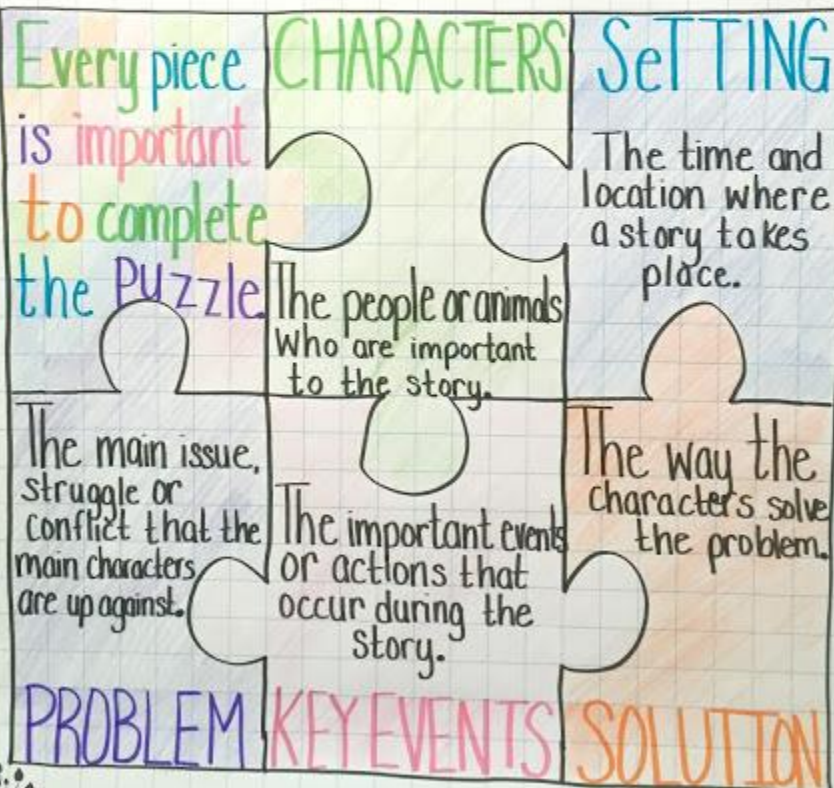 Every piece
is important
to complete
the Puzzle.
CHARACTERS
The people or animals
who are important
to the story.
SeTTING
The time and
location where
a story takes
place.
The main issue,
struggle or
conflict that the
main characters
are up against.
PROBLEM
The important events
or actions that
occur during the
story.
KEY EVENTS
The way the
characters solve
the problem.
SOLUTION